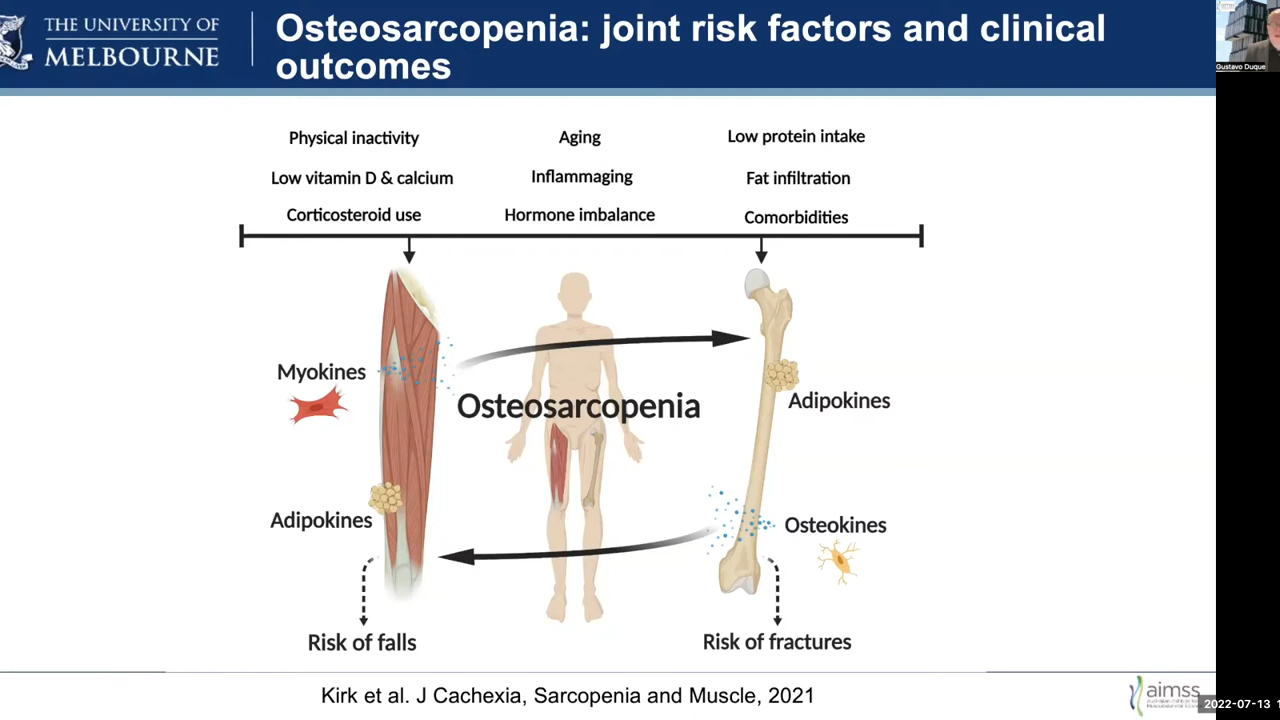 THE UNIVERSITY OF
MELBOURNE
Osteosarcopenia: joint risk factors and clinical
outcomes
Gustavo Duque
Physical inactivity
Aging
Low protein intake
Low vitamin D & calcium
Inflammaging
Fat infiltration
Corticosteroid use
Hormone imbalance
Comorbidities
Myokines
Osteosarcopenia
Adipokines
Adipokines
Osteokines
Risk of falls
Risk of fractures
Kirk et al. J Cachexia, Sarcopenia and Muscle, 2021
aimss
2022-07-13